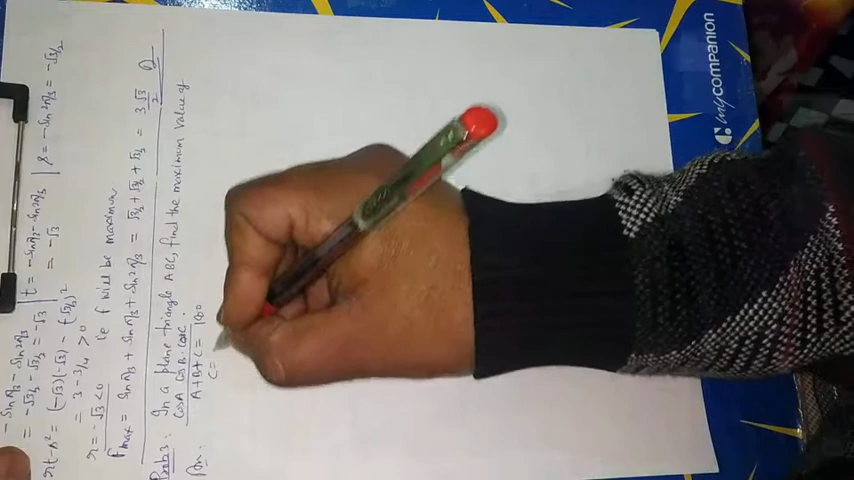 - Sin π/3 - Sin 2π/3
= -√3/2 - √3/2 = -√3 | t = - Sin π/3 - Sin 2π/3 | s = - Sin 2π/3 = -√3/2
= -√3
rt - s² = (-√3)(-√3) - (√3/2)²
= 3 - 3/4 > 0
r = -√3 < 0 ie f will be maximum
fmax = Sin π/3 + Sin π/3 + Sin 2π/3 = √3/2 + √3/2 + √3/2 = 3√3/2
Prob 3: In a plane triangle ABC, find the maximum value of
CosA CosB CosC.
An: A+B+C = 180
C =
mycompanion